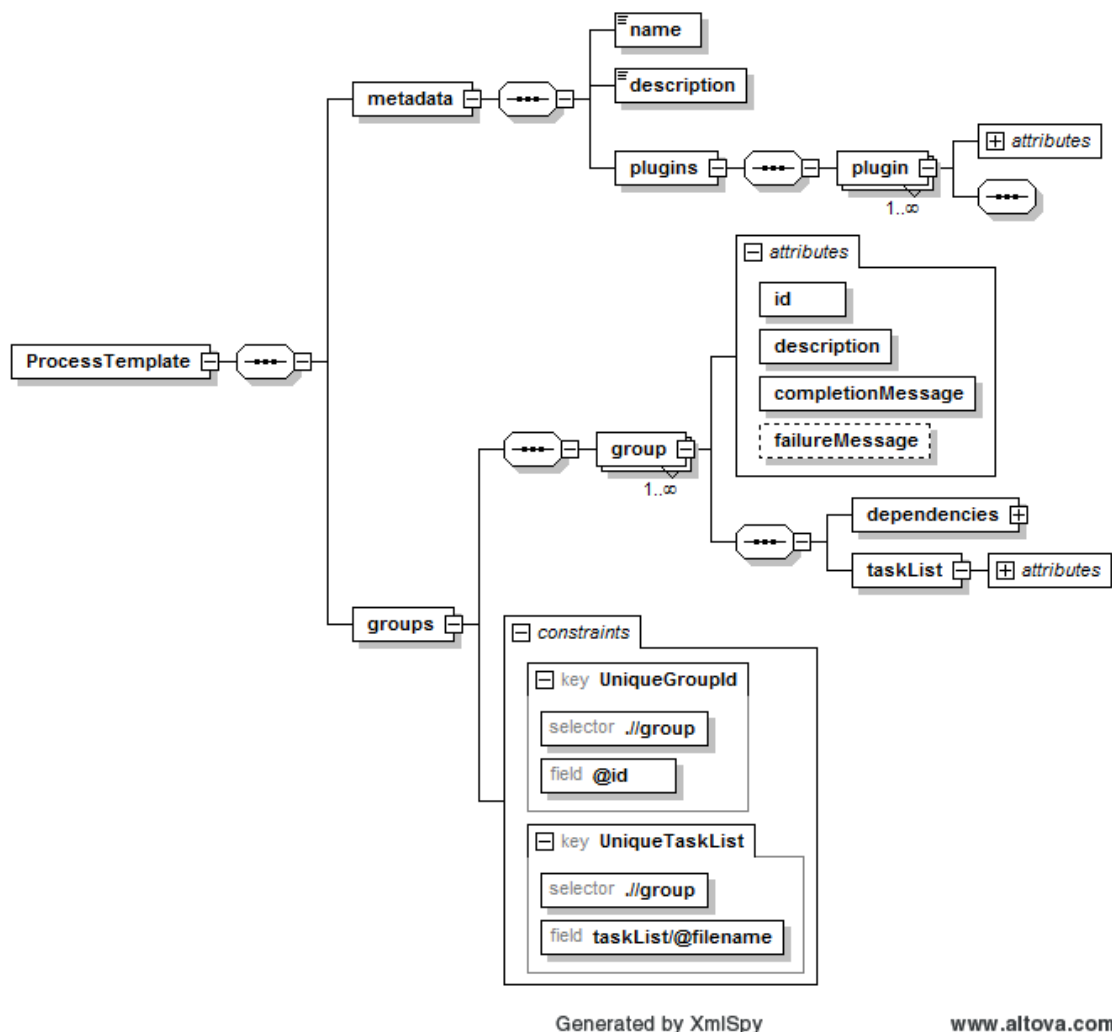 name
metadata
description
plugins
plugin
attributes
1..∞
attributes
id
description
completionMessage
failureMessage
ProcessTemplate
group
1..∞
dependencies
taskList
attributes
groups
constraints
key UniqueGroupId
selector .//group
field @id
key UniqueTaskList
selector .//group
field taskList/@filename
Generated by XmlSpy
www.altova.com